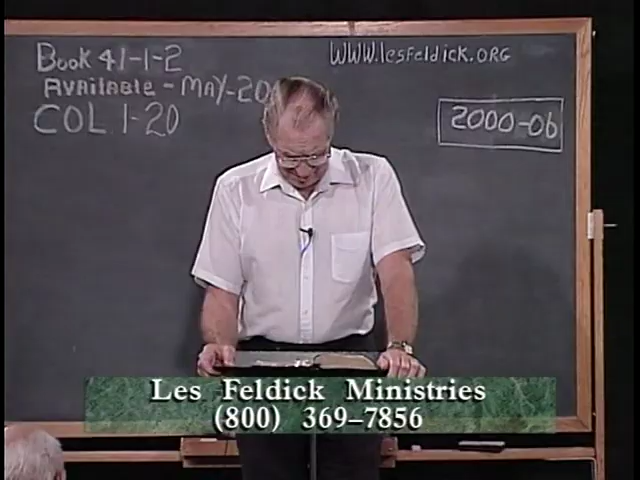 Book 41-1-2
AVAilAblE - MAY-20
COL 1-20
WWW.lesfeldick.ORG
2000-06
Les Feldick Ministries
(800) 369-7856